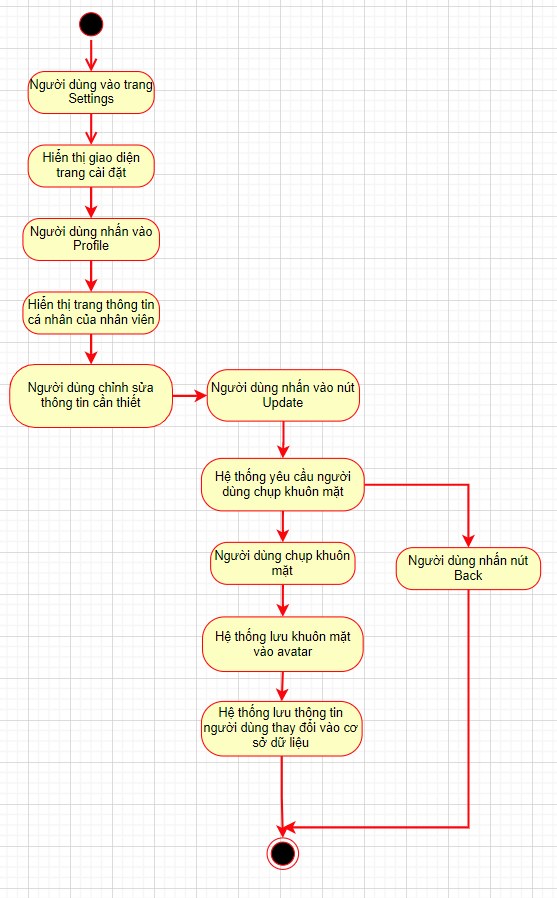 Người dùng vào trang
Settings
Hiển thị giao diện
trang cài đặt
Người dùng nhấn vào
Profile
Hiển thị trang thông tin
cá nhân của nhân viên
Người dùng chỉnh sửa
thông tin cần thiết
Người dùng nhấn vào nút
Update
Hệ thống yêu cầu người
dùng chụp khuôn mặt
Người dùng chụp khuôn
mặt
Người dùng nhấn nút
Back
Hệ thống lưu khuôn mặt
vào avatar
Hệ thống lưu thông tin
người dùng thay đổi vào cơ
sở dữ liệu